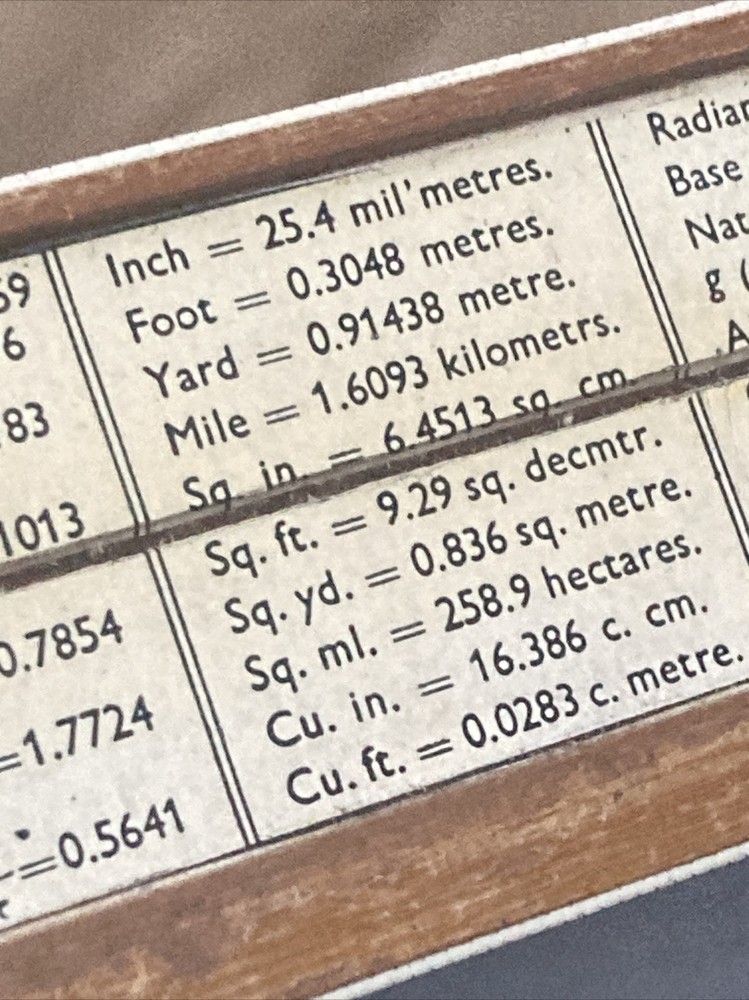 59
6
83
1013
0.7854
=1.7724
=0.5641
Inch = 25.4 mil'metres.
Foot = 0.3048 metres.
Yard = 0.91438 metre.
Mile = 1.6093 kilometrs.
Sq. in. = 6.4513 sq. cm.
Sq. ft. = 9.29 sq. decmtr.
Sq. yd. = 0.836 sq. metre.
Sq. ml. = 258.9 hectares.
Cu. in. = 16.386 c. cm.
Cu. ft. = 0.0283 c. metre.
Radian
Base
Nat
g (
A